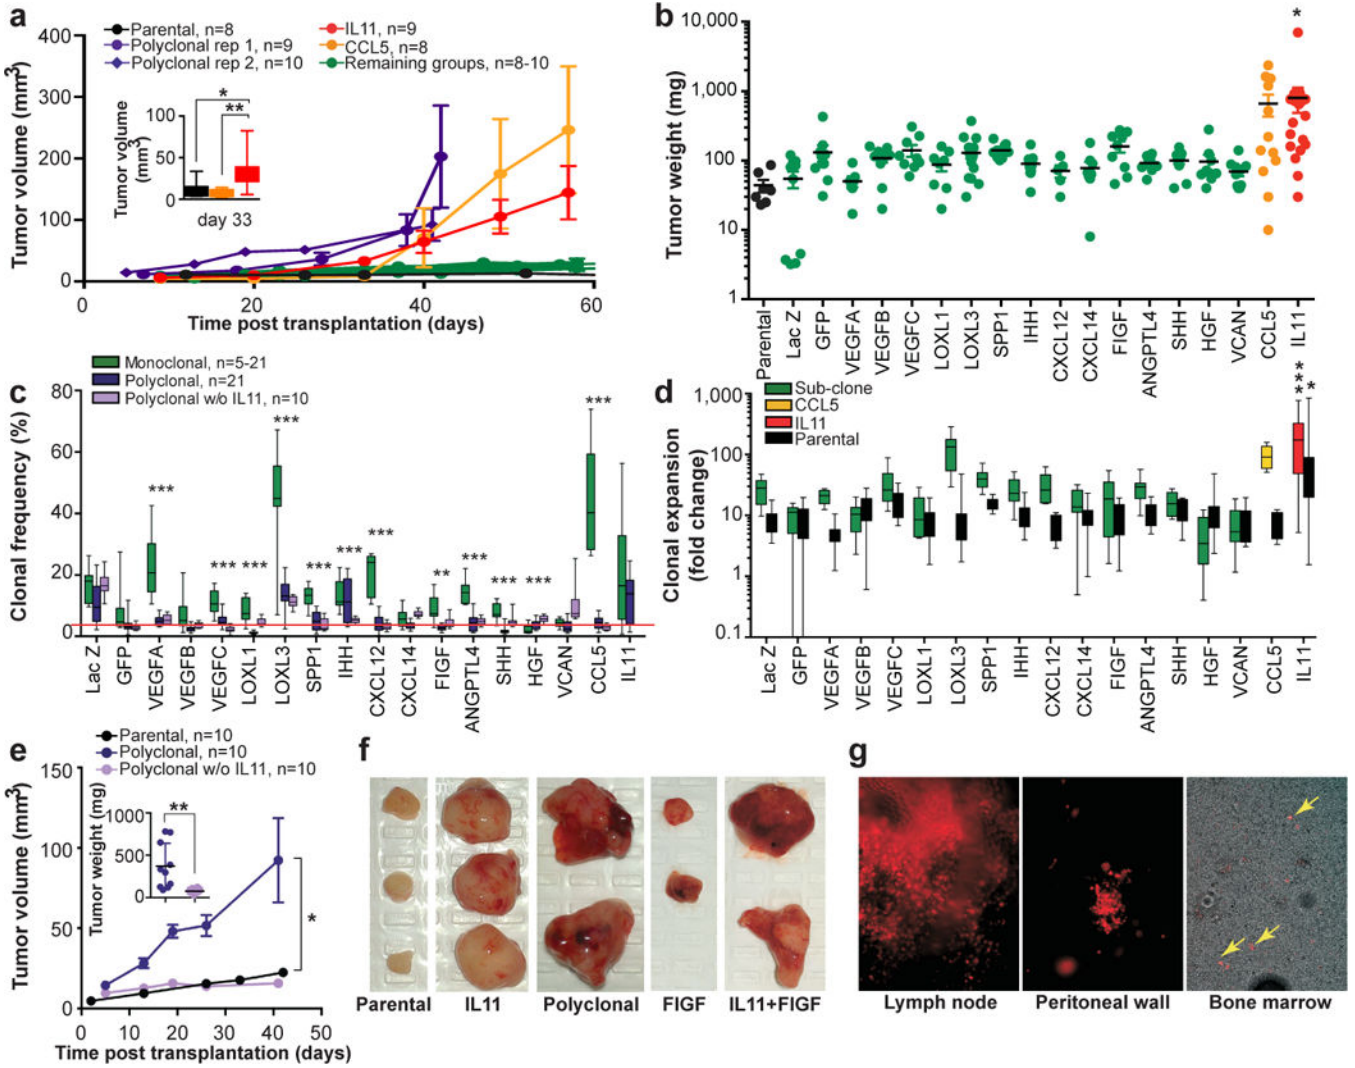 a
Parental, n=8
Polyclonal rep 1, n=9
Polyclonal rep 2, n=10
IL11, n=9
CCL5, n=8
Remaining groups, n=8-10
Tumor volume (mm³)
400
300
200
100
0
0 20 40 60
Time post transplantation (days)
Tumor volume
(mm³)
100
50
0
*
**
day 33
b
Tumor weight (mg)
10,000
1,000
100
10
1
*
Parental
Lac Z
GFP
VEGFA
VEGFB
VEGFC
LOXL1
LOXL3
SPP1
IHH
CXCL12
CXCL14
FIGF
ANGPTL4
SHH
HGF
VCAN
CCL5
IL11
c
Monoclonal, n=5-21
Polyclonal, n=21
Polyclonal w/o IL11, n=10
Clonal frequency (%)
80
60
40
20
0
***
***
***
***
***
***
***
**
***
***
***
***
Lac Z
GFP
VEGFA
VEGFB
VEGFC
LOXL1
LOXL3
SPP1
IHH
CXCL12
CXCL14
FIGF
ANGPTL4
SHH
HGF
VCAN
CCL5
IL11
d
Sub-clone
CCL5
IL11
Parental
Clonal expansion
(fold change)
1,000
100
10
1
0.1
***
*
Lac Z
GFP
VEGFA
VEGFB
VEGFC
LOXL1
LOXL3
SPP1
IHH
CXCL12
CXCL14
FIGF
ANGPTL4
SHH
HGF
VCAN
CCL5
IL11
e
Parental, n=10
Polyclonal, n=10
Polyclonal w/o IL11, n=10
Tumor volume (mm³)
150
100
50
0
0 10 20 30 40 50
Time post transplantation (days)
Tumor weight (mg)
1000
500
0
**
*
f
Parental IL11 Polyclonal FIGF IL11+FIGF
g
Lymph node Peritoneal wall Bone marrow